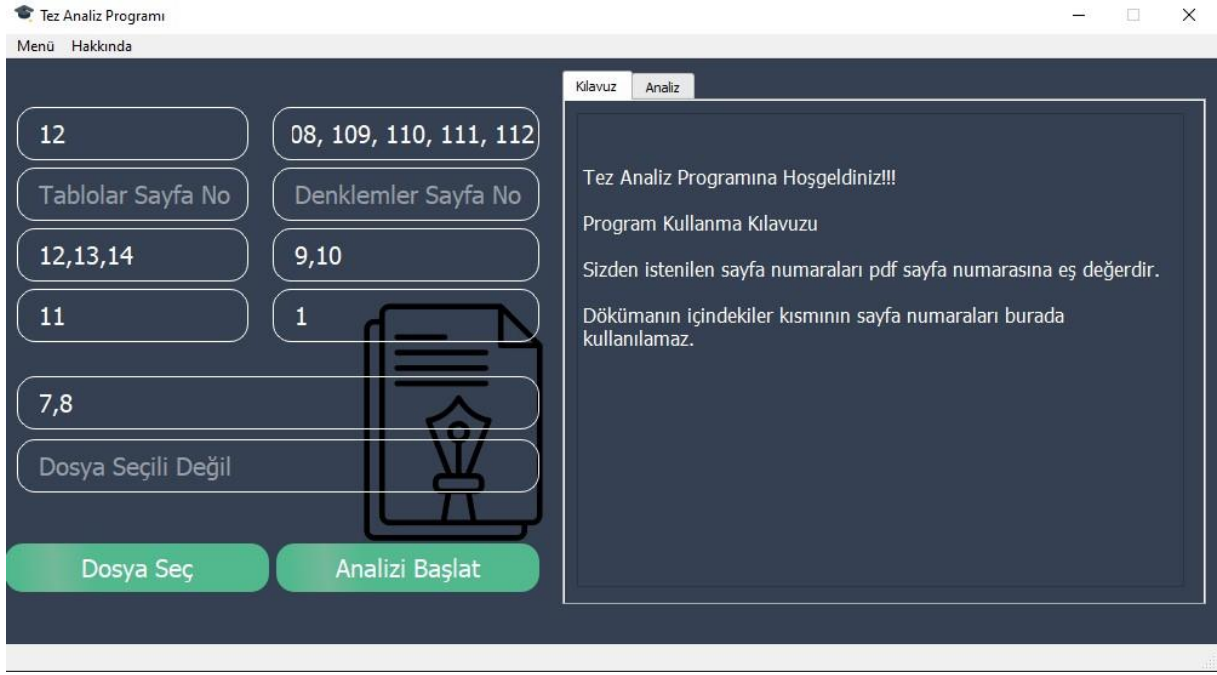 Tez Analiz Programı
Menü Hakkında
12
08, 109, 110, 111, 112
Tablolar Sayfa No
Denklemler Sayfa No
12,13,14
9,10
11
1
7,8
Dosya Seçili Değil
Dosya Seç
Analizi Başlat
Kılavuz
Analiz
Tez Analiz Programına Hoşgeldiniz!!!
Program Kullanma Kılavuzu
Sizden istenilen sayfa numaraları pdf sayfa numarasına eş değerdir.
Dökümanın içindekiler kısmının sayfa numaraları burada
kullanılamaz.